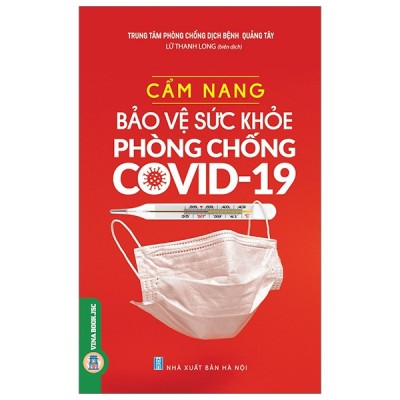 TRUNG TÂM PHÒNG CHỐNG DỊCH BỆNH QUẢNG TÂY
LỮ THANH LONG (biên dịch)
CẨM NANG
BẢO VỆ SỨC KHỎE
PHÒNG CHỐNG
COVID-19
VINA BOOK.JSC
NHÀ XUẤT BẢN HÀ NỘI